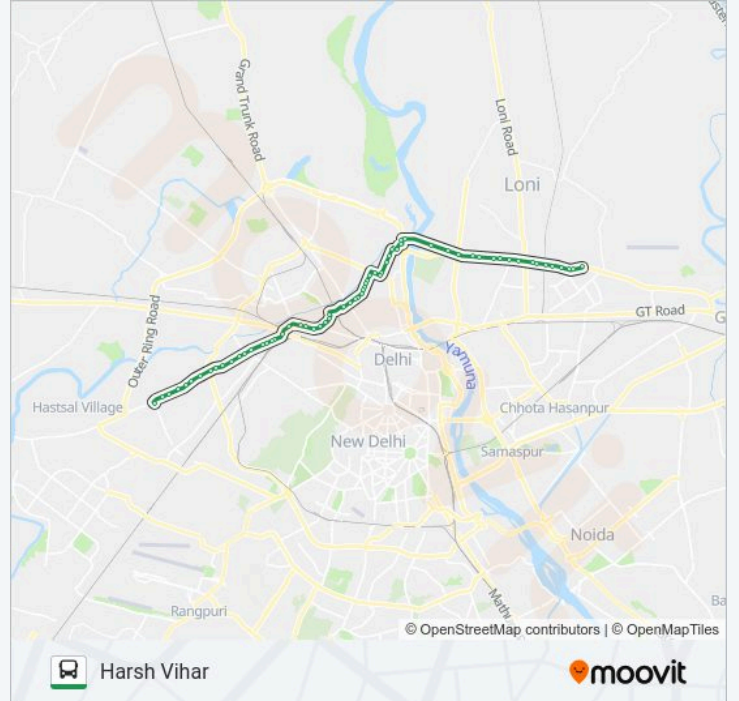 Grand Trunk Road
Loni Road
Loni
Outer Ring Road
GT Road
Delhi
Yamuna
Hastsal Village
Chhota Hasanpur
New Delhi
Samaspur
Noida
Rangpuri
© OpenStreetMap contributors | © OpenMapTiles
Harsh Vihar
moovit